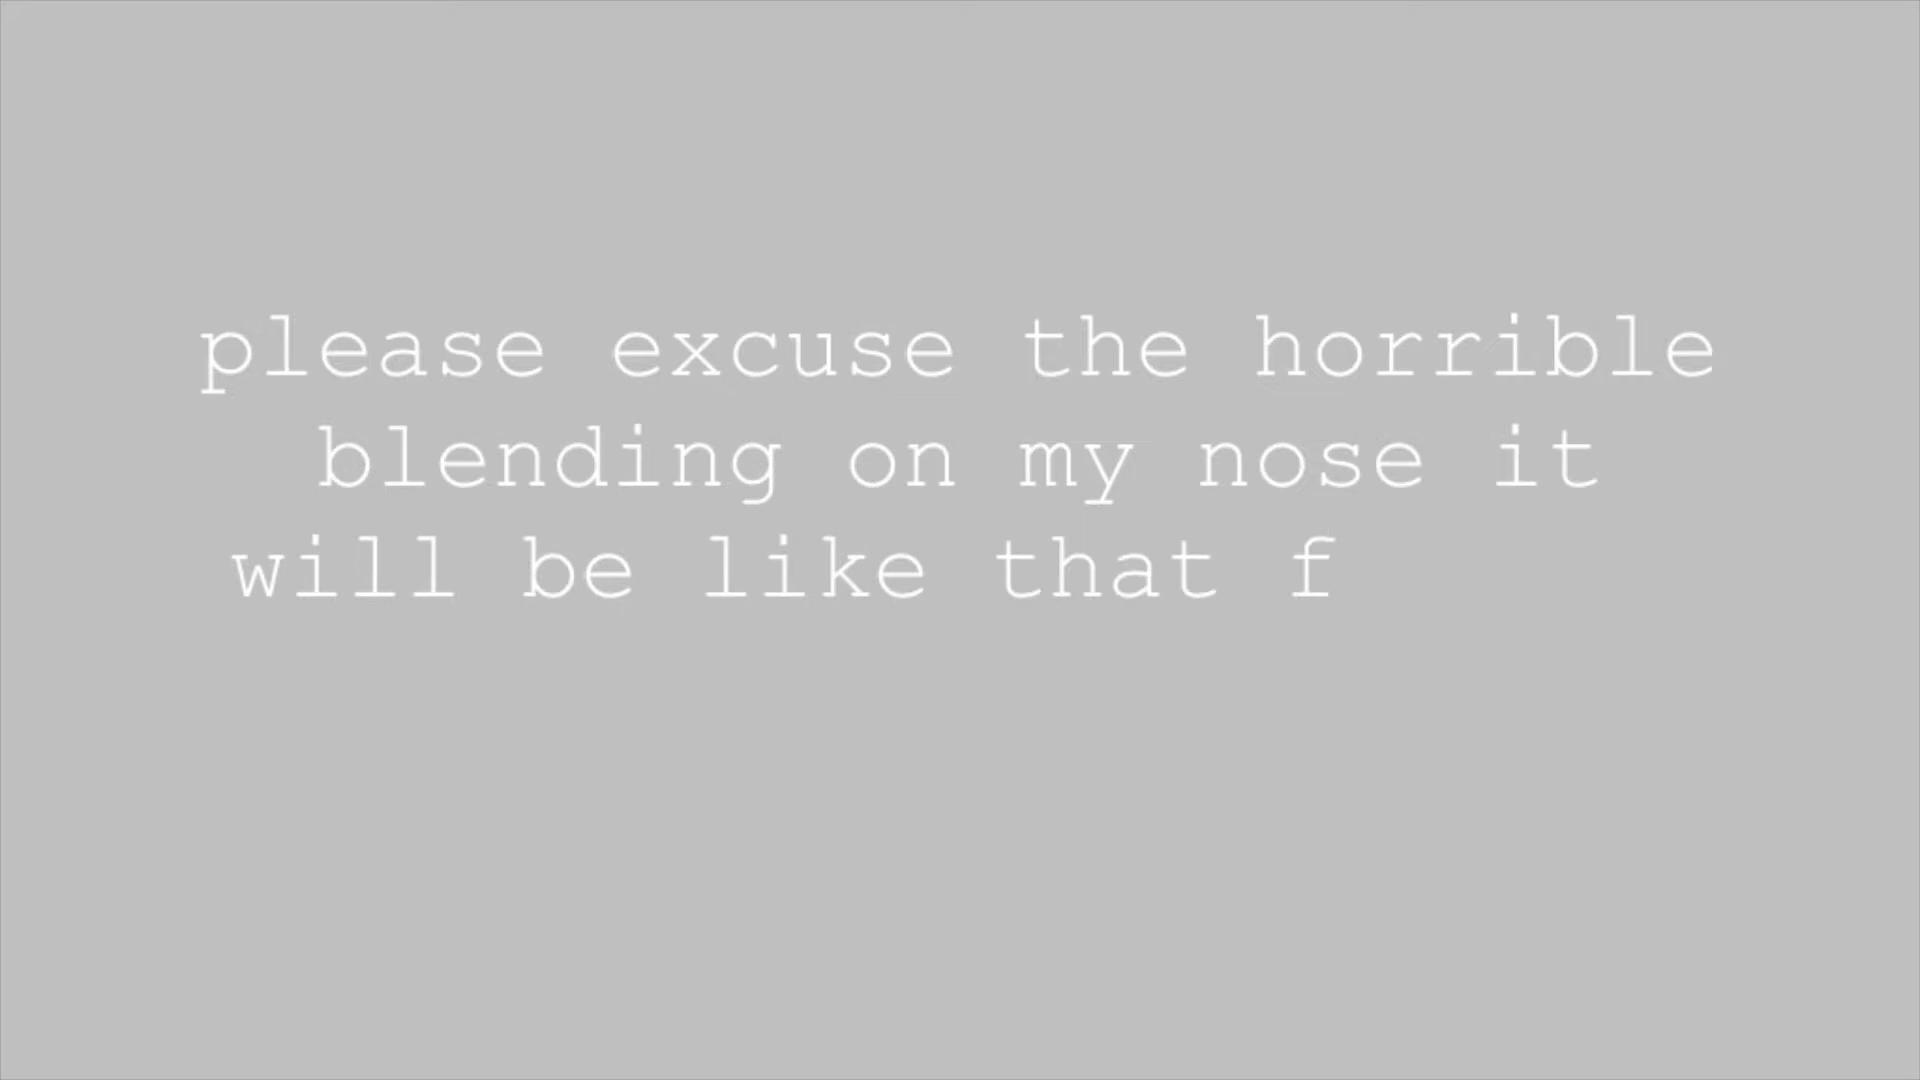 please excuse the horrible
blending on my nose it
will be like that f